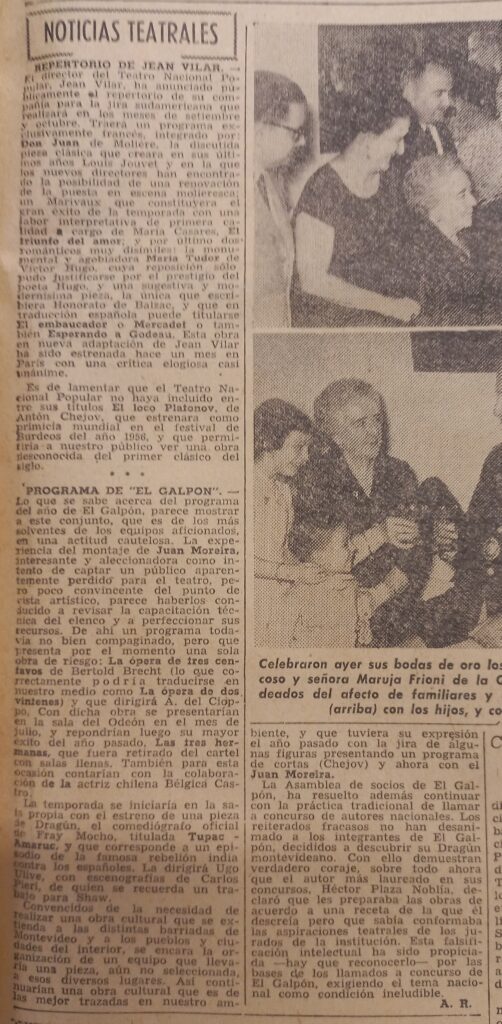 NOTICIAS TEATRALES
REPERTORIO DE JEAN VILAR. —
El director del Teatro Nacional Po-
pular, Jean Vilar, ha anunciado pú-
blicamente el repertorio de su com-
pañía para la jira sudamericana que
realizará en los meses de setiembre
y octubre. Traerá un programa ex-
clusivamente francés, integrado por:
Don Juan de Molière, la discutida
pieza clásica que creara en sus úl-
timos años Louis Jouvet y en la que
los nuevos directores han encontra-
do la posibilidad de una renovación
de la puesta en escena molieresca;
un Marivaux que constituyera el
gran éxito de la temporada con una
labor interpretativa de primera ca-
lidad a cargo de María Casares, El
triunfo del amor; y por último dos
románticos muy disímiles: la monu-
mental y agobiadora María Tudor de
Víctor Hugo, cuya reposición sólo
pudo justificarse por el prestigio del
poeta Hugo, y una sugestiva y mo-
dernísima pieza, la única que escri-
biera Honorato de Balzac, y que en
traducción española puede titularse
El embaucador o Mercadet o tam-
bién Esperando a Godeau. Esta obra
en nueva adaptación de Jean Vilar
ha sido estrenada hace un mes en
París con una crítica elogiosa casi
unánime.
Es de lamentar que el Teatro Na-
cional Popular no haya incluído en-
tre sus títulos El loco Platonov, de
Antón Chejov, que estrenara como
primicia mundial en el festival de
Burdeos del año 1956, y que permi-
tiría a nuestro público ver una obra
desconocida del primer clásico del
siglo.
* * *
PROGRAMA DE "EL GALPON". —
Lo que se sabe acerca del programa
del año de El Galpón, parece mostrar
a este conjunto, que es de los más
solventes de los equipos aficionados,
en una actitud cautelosa. La expe-
riencia del montaje de Juan Moreira,
interesante y aleccionadora como in-
tento de captar un público aparen-
temente perdido para el teatro, pe-
ro poco convincente del punto de
vista artístico, parece haberlos con-
ducido a revisar la capacitación téc-
nica del elenco y a perfeccionar sus
recursos. De ahí un programa toda-
vía no bien compaginado, pero que
presenta por el momento una sola
obra de riesgo: La ópera de tres cen-
tavos de Bertold Brecht (lo que co-
rrectamente podría traducirse en
nuestro medio como La ópera de dos
vintenes) y que dirigirá A. del Ciop-
po. Con dicha obra se presentarían
en la sala del Odeón en el mes de
julio, y repondrían luego su mayor
éxito del año pasado, Las tres her-
manas, que fuera retirado del cartel
con salas llenas. También para esta
ocasión contarían con la colabora-
ción de la actriz chilena Bélgica Cas-
tro.
La temporada se iniciaría en la sa-
la propia con el estreno de una pieza
de Dragún, el comediógrafo oficial
de Fray Mocho, titulada Tupac -
Amaruc, y que corresponde a un epi-
sodio de la famosa rebelión india
contra los españoles. La dirigirá Ugo
Ulive, con escenografías de Carlos
Pieri, de quien se recuerda un tra-
bajo para Shaw.
Convencidos de la necesidad de
realizar una obra cultural que se ex-
tienda a las distintas barriadas de
Montevideo y a los pueblos y ciu-
dades del interior, se encara la or-
ganización de un equipo que lleva-
ría una pieza, aún no seleccionada,
a esos diversos lugares. Así conti-
nuarían una obra cultural que es de
las mejor trazadas en nuestro am-
Celebraron ayer sus bodas de oro los
coso y señora Maruja Frioni de la C
deados del afecto de familiares y
(arriba) con los hijos, y co
biente, y que tuviera su expresión
el año pasado con la jira de algu-
nas figuras presentando un programa
de cortas (Chejov) y ahora con el
Juan Moreira.
La Asamblea de socios de El Gal-
pón, ha resuelto además continuar
con la práctica tradicional de llamar
a concurso de autores nacionales. Los
reiterados fracasos no han desani-
mado a los integrantes de El Gal-
pón, decididos a descubrir su Dragún
montevideano. Con ello demuestran
verdadero coraje, sobre todo ahora
que el autor más laureado en sus
concursos, Héctor Plaza Noblía, de-
claró que les preparaba las obras de
acuerdo a una receta de la que él
descreía pero que sabía conformaba
las aspiraciones teatrales de los ju-
rados de la institución. Esta falsifi-
cación intelectual ha sido propicia-
da —hay que reconocerlo— por las
bases de los llamados a concurso de
El Galpón, exigiendo el tema nacio-
nal como condición ineludible.
A. R.